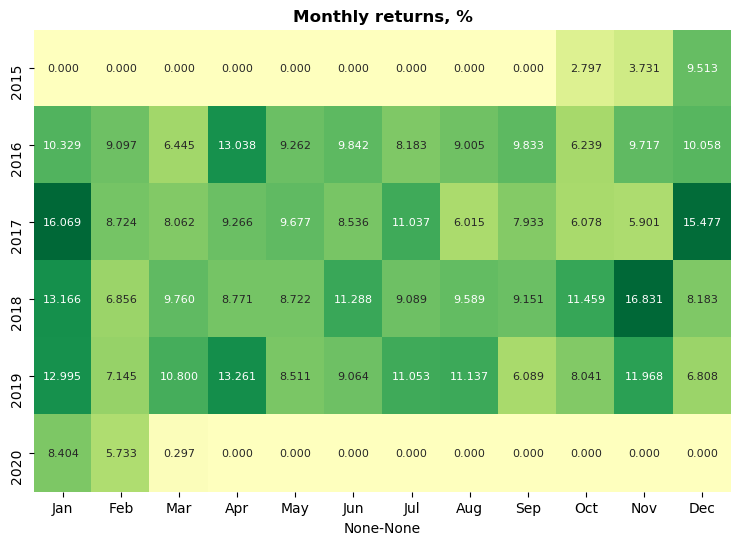 Monthly returns, %
2015 0.000 0.000 0.000 0.000 0.000 0.000 0.000 0.000 0.000 2.797 3.731 9.513
2016 10.329 9.097 6.445 13.038 9.262 9.842 8.183 9.005 9.833 6.239 9.717 10.058
2017 16.069 8.724 8.062 9.266 9.677 8.536 11.037 6.015 7.933 6.078 5.901 15.477
2018 13.166 6.856 9.760 8.771 8.722 11.288 9.089 9.589 9.151 11.459 16.831 8.183
2019 12.995 7.145 10.800 13.261 8.511 9.064 11.053 11.137 6.089 8.041 11.968 6.808
2020 8.404 5.733 0.297 0.000 0.000 0.000 0.000 0.000 0.000 0.000 0.000 0.000
Jan Feb Mar Apr May Jun Jul Aug Sep Oct Nov Dec
None-None